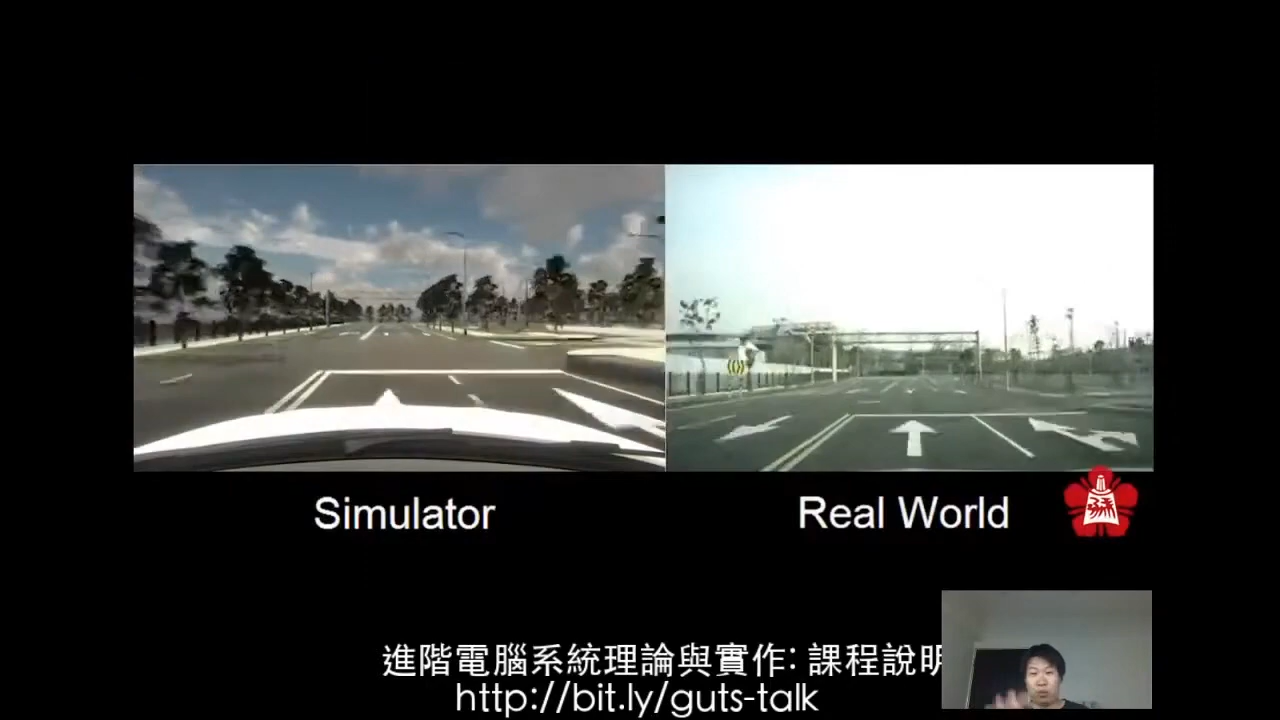 Simulator
Real World
進階電腦系統理論與實作: 課程說明
http://bit.ly/guts-talk